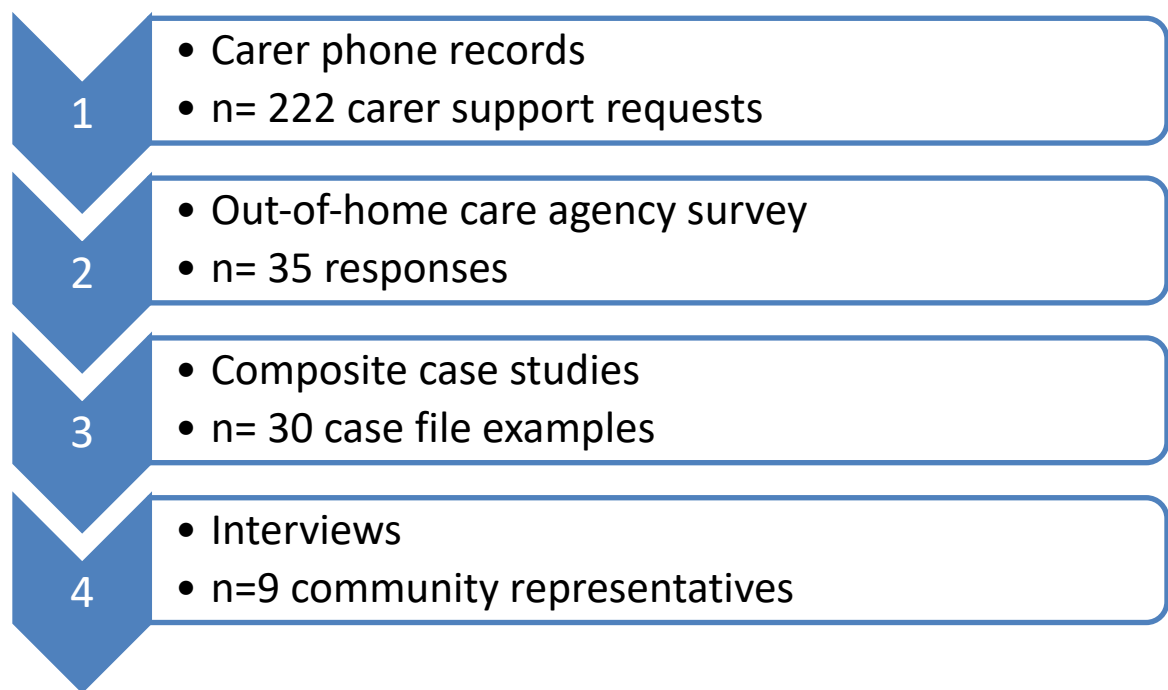 1
• Carer phone records
• n= 222 carer support requests
2
• Out-of-home care agency survey
• n= 35 responses
3
• Composite case studies
• n= 30 case file examples
4
• Interviews
• n=9 community representatives